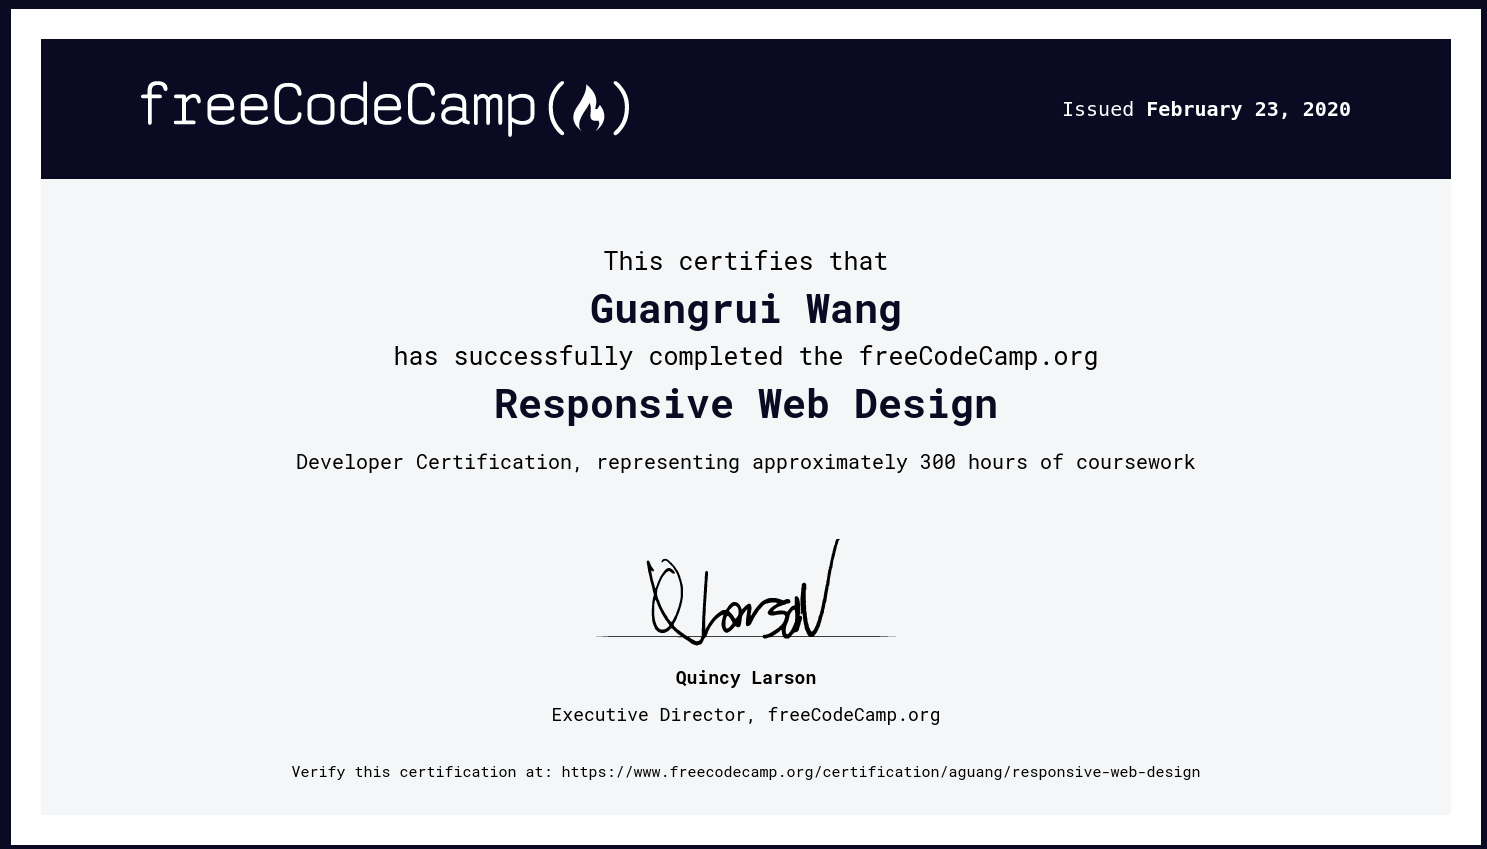 freeCodeCamp
Issued February 23, 2020
This certifies that
Guangrui Wang
has successfully completed the freeCodeCamp.org
Responsive Web Design
Developer Certification, representing approximately 300 hours of coursework
Q Larson
Quincy Larson
Executive Director, freeCodeCamp.org
Verify this certification at: https://www.freecodecamp.org/certification/aguang/responsive-web-design